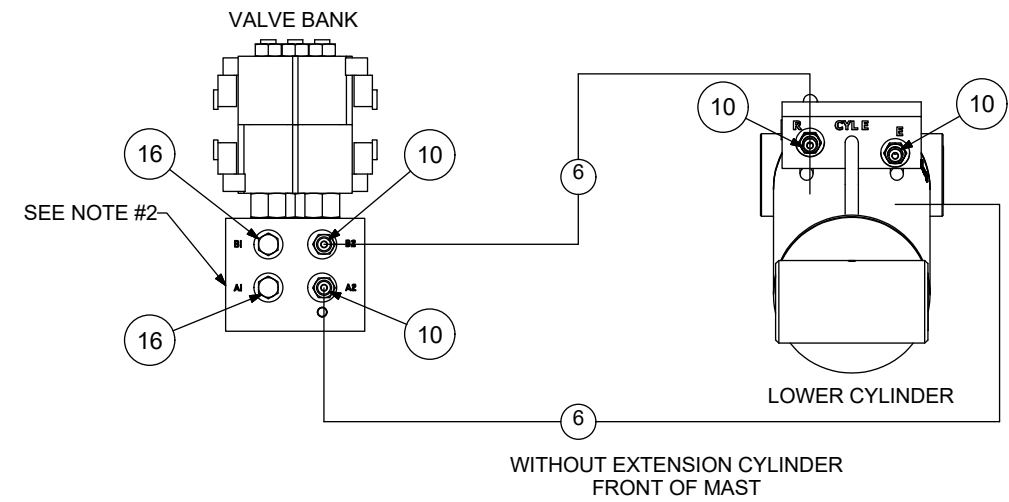 VALVE BANK
10
10
R CYL E E
16
10
6
SEE NOTE #2
B1 B2
A1 A2
16
10
LOWER CYLINDER
6
WITHOUT EXTENSION CYLINDER
FRONT OF MAST